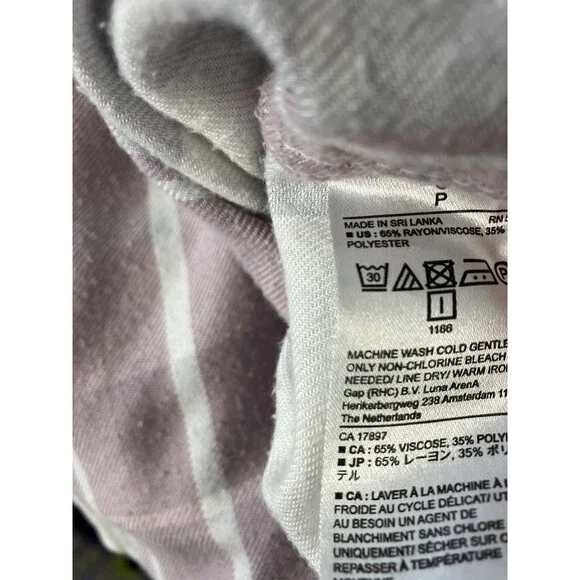 P
MADE IN SRI LANKA RN
■ US : 65% RAYON/VISCOSE, 35%
POLYESTER
30
P
1166
MACHINE WASH COLD GENTLE
ONLY NON-CHLORINE BLEACH
NEEDED/ LINE DRY/ WARM IRON
Gap (RHC) B.V. Luna ArenA
Herikerbergweg 238 Amsterdam 11
The Netherlands
CA 17897
■ CA : 65% VISCOSE, 35% POLY
■ JP : 65% レーヨン, 35% ポリ
テル
■ CA : LAVER À LA MACHINE À
FROIDE AU CYCLE DÉLICAT/ UT
AU BESOIN UN AGENT DE
BLANCHIMENT SANS CHLORE
UNIQUEMENT/ SÉCHER SUR
REPASSER À TEMPÉRATURE